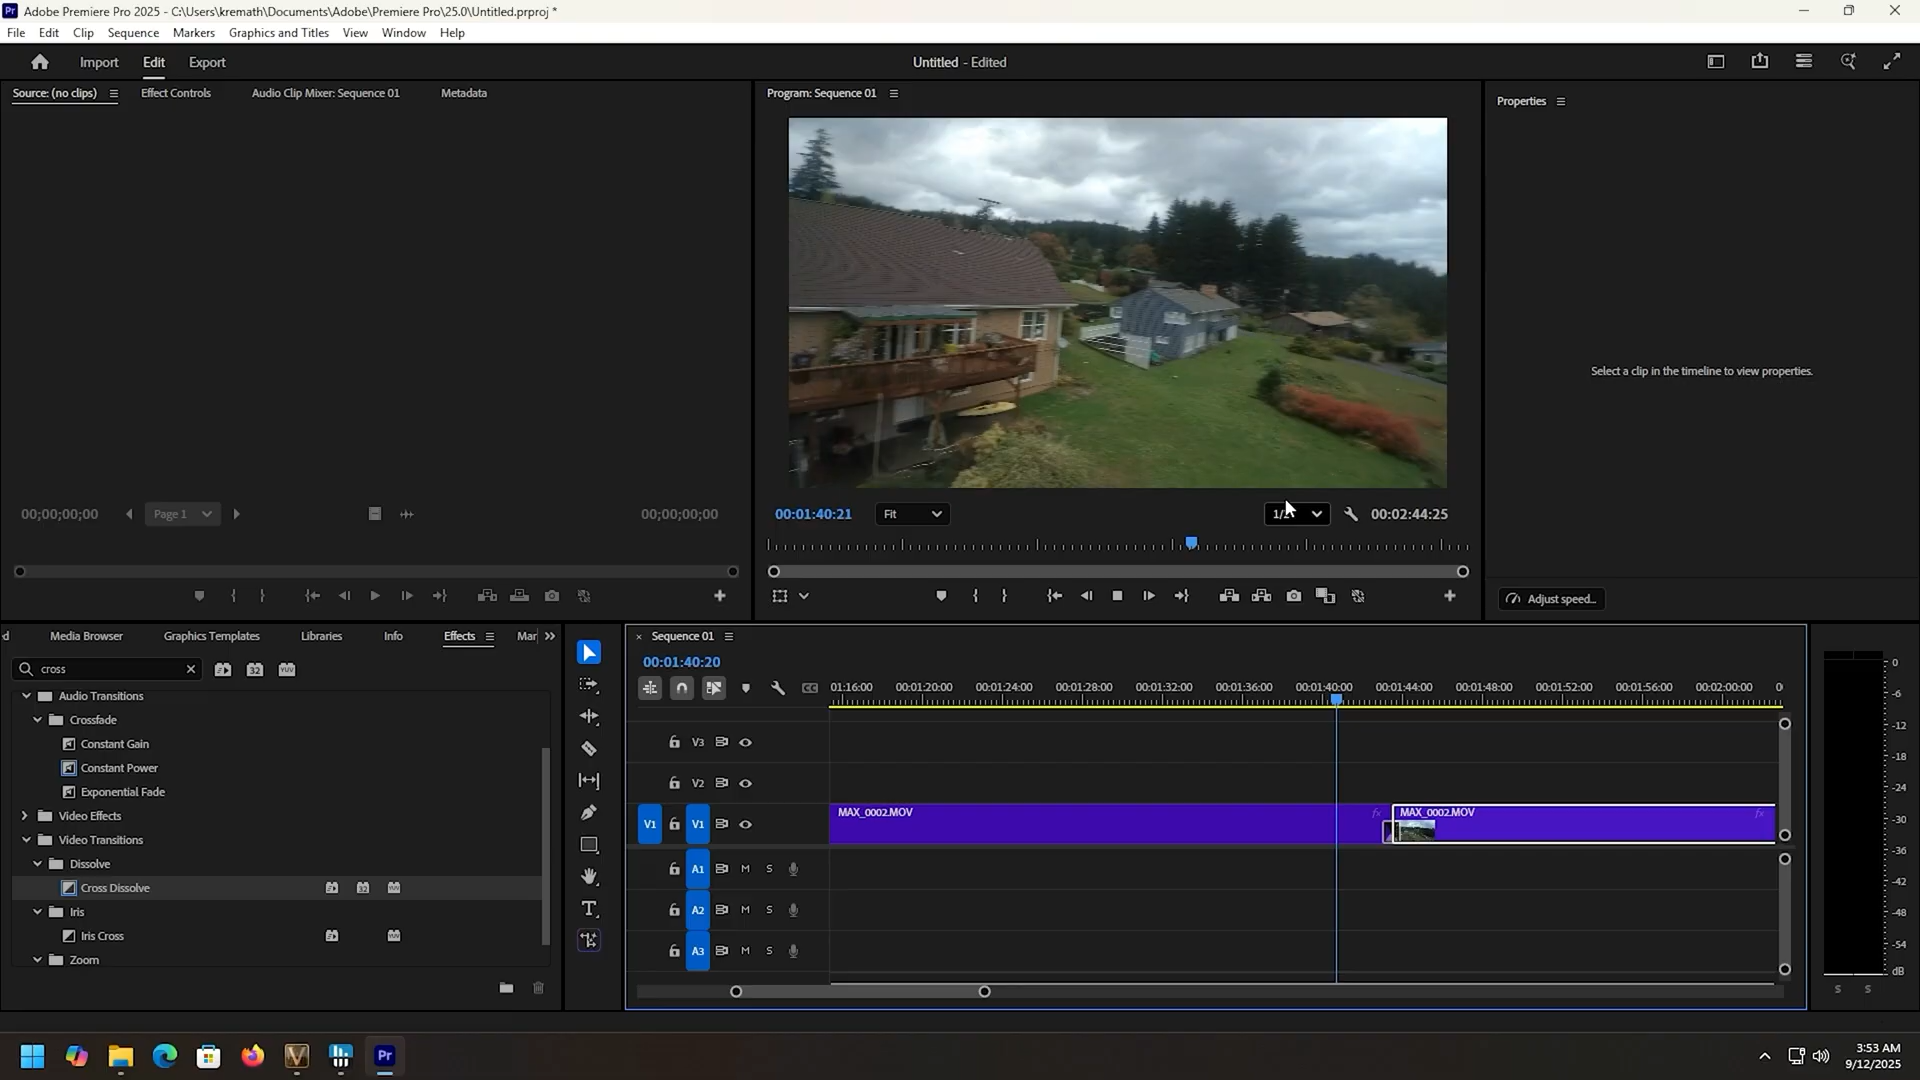 Pr Adobe Premiere Pro 2025 - C:\Users\kremath\Documents\Adobe\Premiere Pro\25.0\Untitled.prproj *
File Edit Clip Sequence Markers Graphics and Titles View Window Help
Import Edit Export Untitled - Edited
Source: (no clips) Effect Controls Audio Clip Mixer: Sequence 01 Metadata
Program: Sequence 01
Properties
Select a clip in the timeline to view properties.
00;00;00;00 Page 1 00;00;00;00
00:01:40:21 Fit 00:02:44:25
Adjust speed...
d Media Browser Graphics Templates Libraries Info Effects Mar
cross
Audio Transitions
Crossfade
Constant Gain
Constant Power
Exponential Fade
Video Effects
Video Transitions
Dissolve
Cross Dissolve
Iris
Iris Cross
Zoom
× Sequence 01
00:01:40:20
01:16:00 00:01:20:00 00:01:24:00 00:01:28:00 00:01:32:00 00:01:36:00 00:01:40:00 00:01:44:00 00:01:48:00 00:01:52:00 00:01:56:00 00:02:00:00 0
V3
V2
V1 V1
MAX_0002.MOV fx MAX_0002.MOV fx
A1 M S
A2 M S
A3 M S
0
-6
-12
-18
-24
-30
-36
-42
-48
-54
dB
S S
3:53 AM
9/12/2025